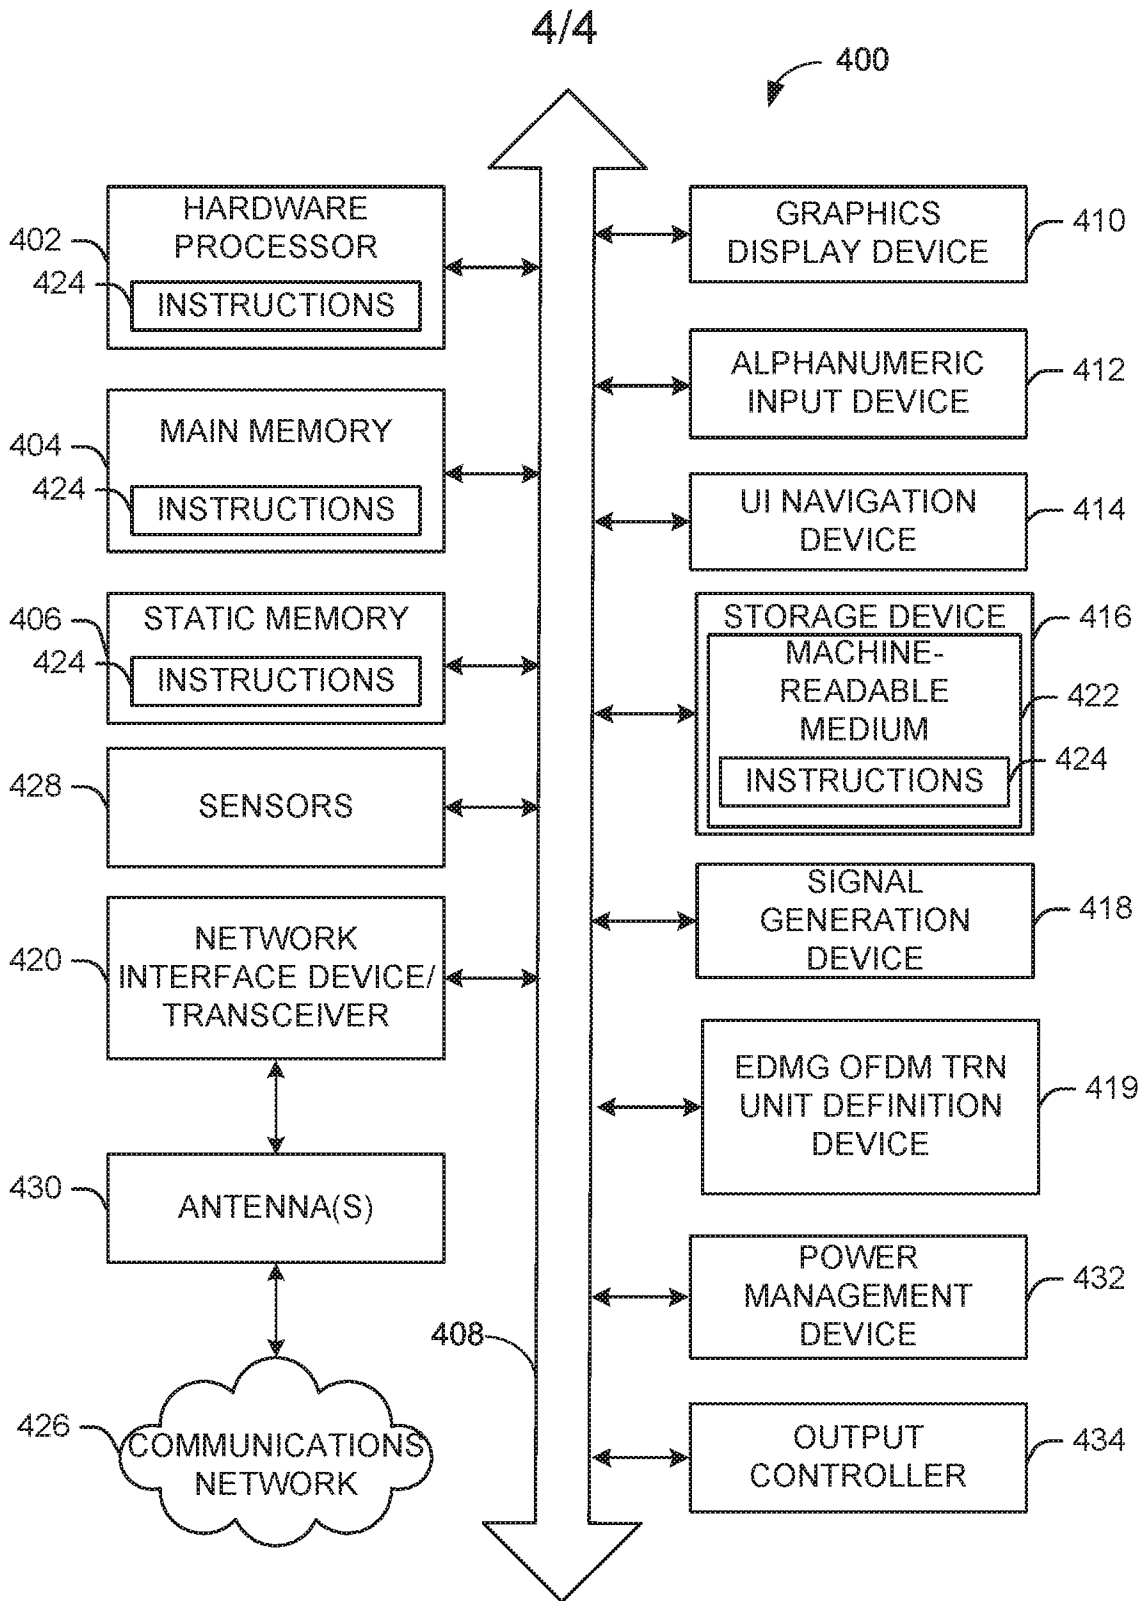 4/4
400
HARDWARE
PROCESSOR
402
424
INSTRUCTIONS
MAIN MEMORY
404
424
INSTRUCTIONS
STATIC MEMORY
406
424
INSTRUCTIONS
428
SENSORS
NETWORK
INTERFACE DEVICE/
TRANSCEIVER
420
430
ANTENNA(S)
408
426
COMMUNICATIONS
NETWORK
GRAPHICS
DISPLAY DEVICE
410
ALPHANUMERIC
INPUT DEVICE
412
UI NAVIGATION
DEVICE
414
STORAGE DEVICE
416
MACHINE-
READABLE
MEDIUM
422
INSTRUCTIONS
424
SIGNAL
GENERATION
DEVICE
418
EDMG OFDM TRN
UNIT DEFINITION
DEVICE
419
POWER
MANAGEMENT
DEVICE
432
OUTPUT
CONTROLLER
434